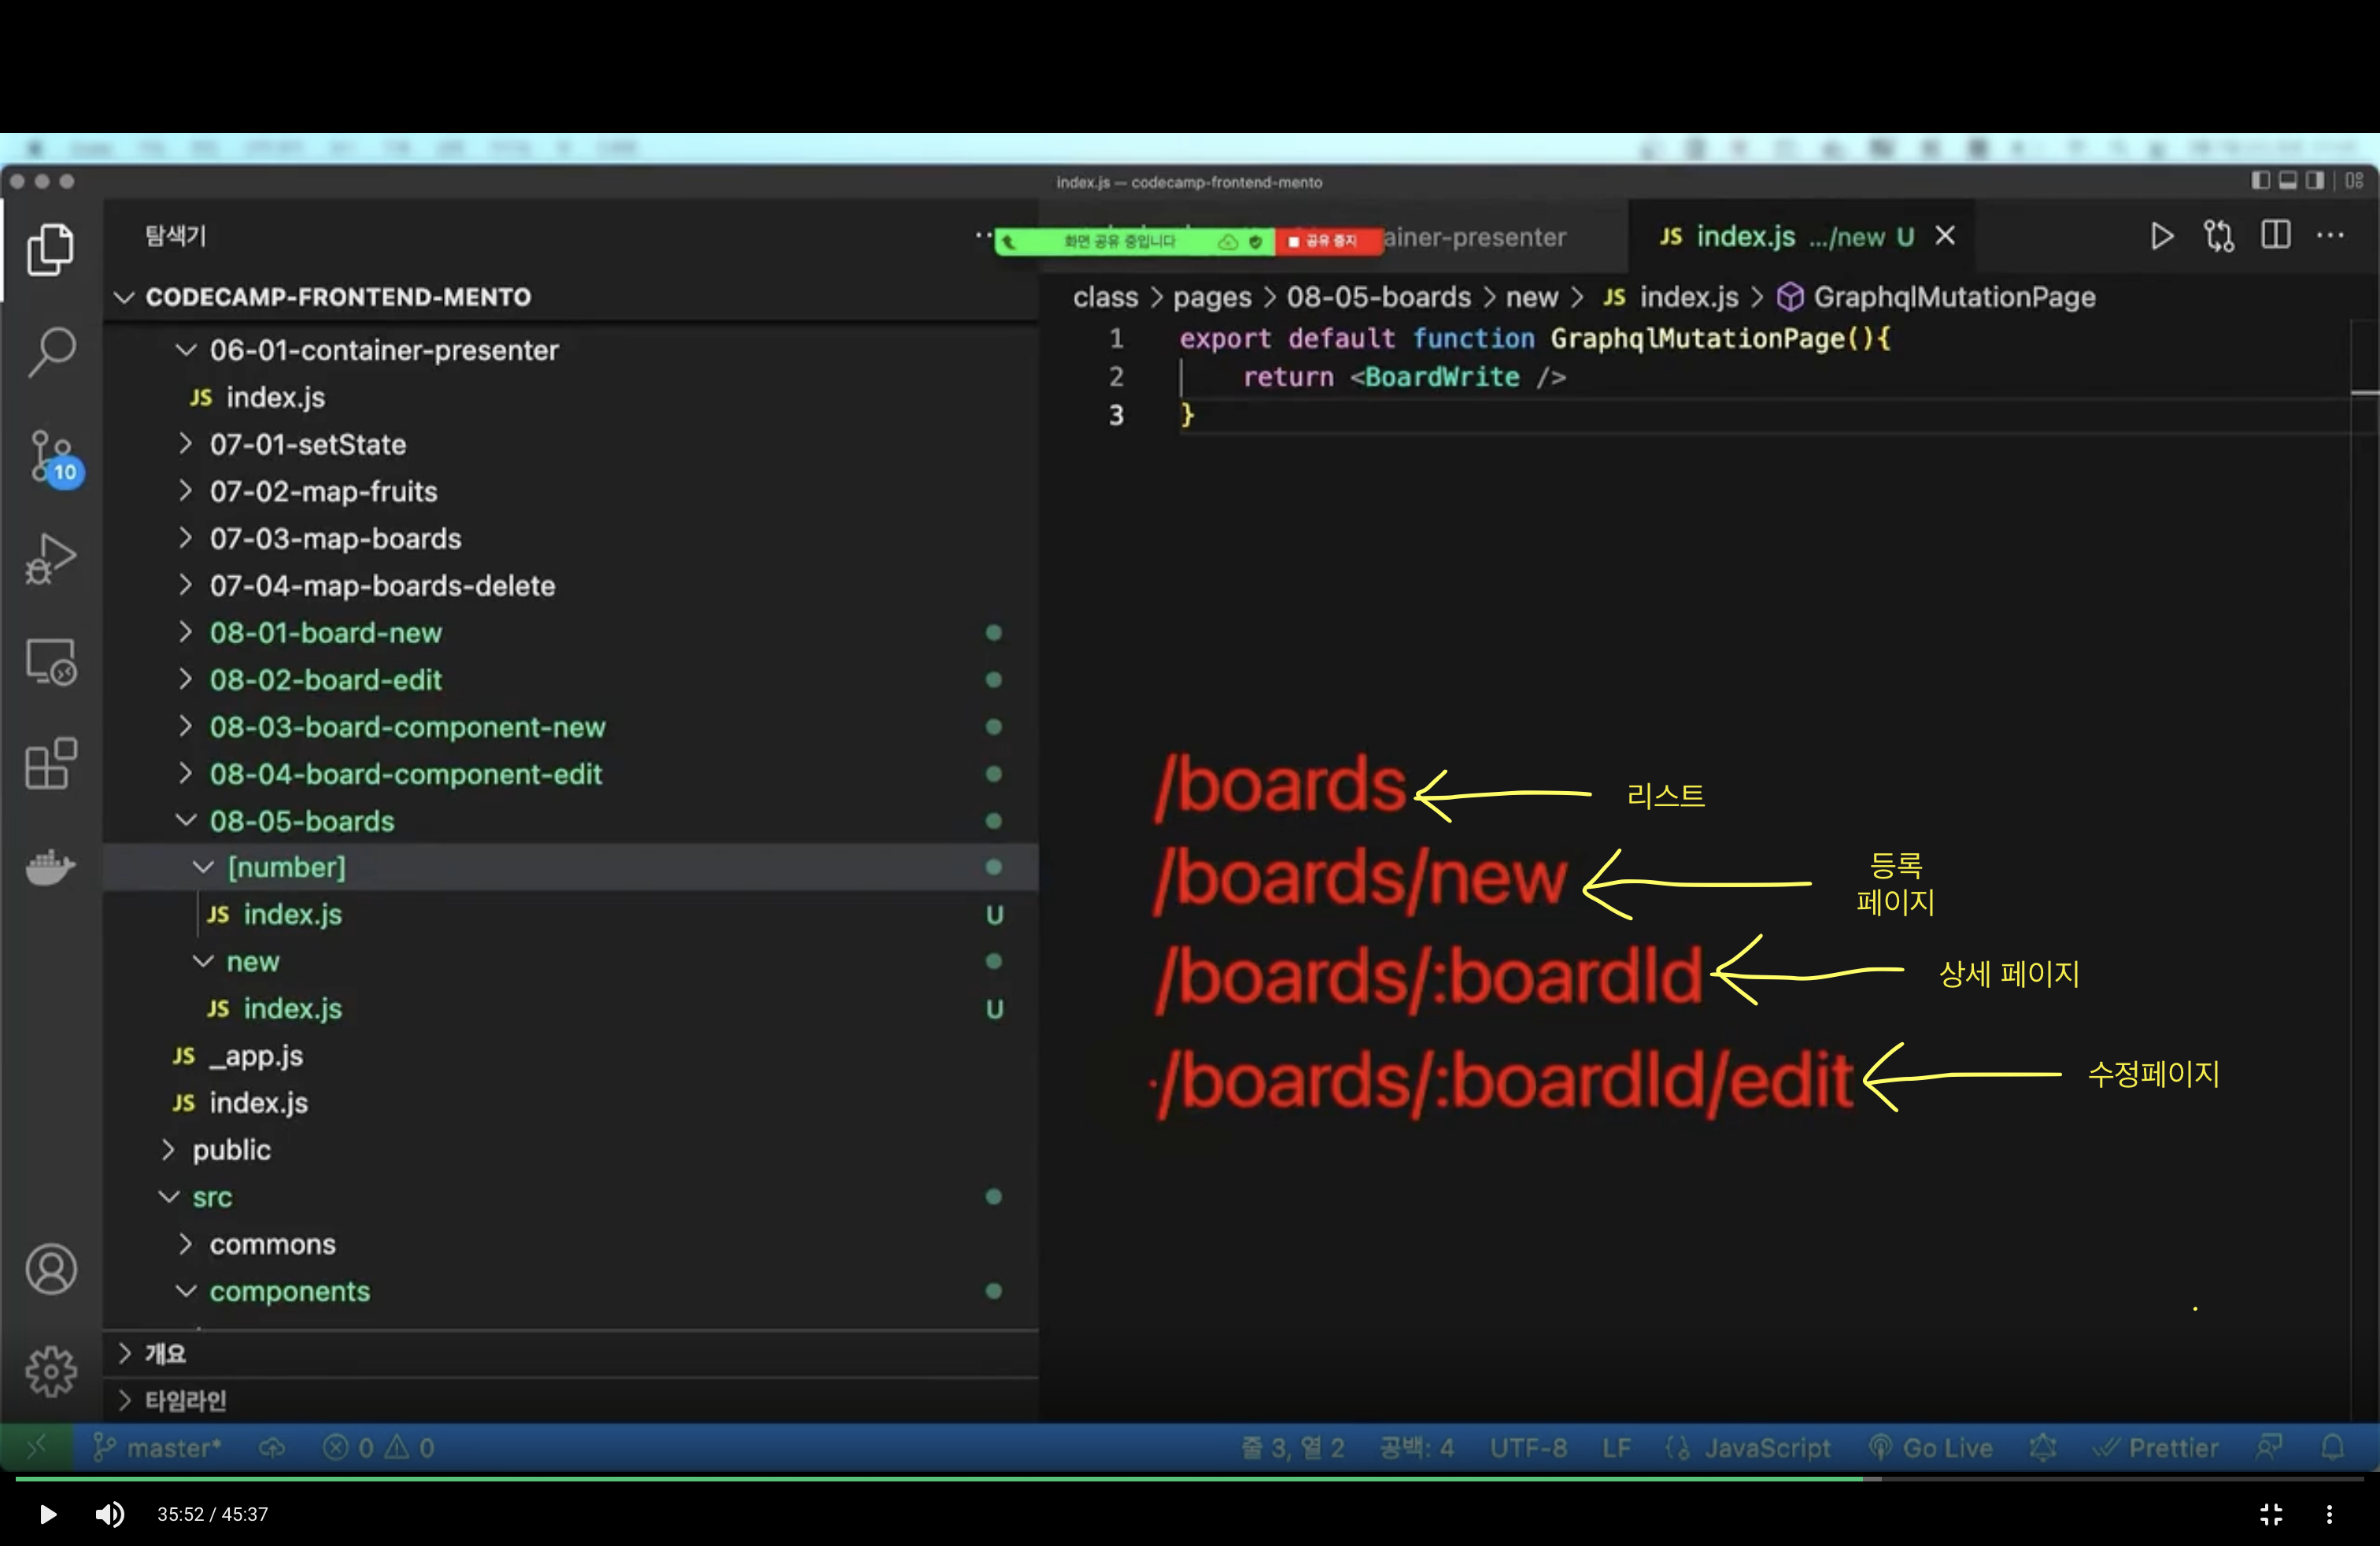 index.js — codecamp-frontend-mento
탐색기
화면 공유 중입니다
공유 중지
ainer-presenter
JS index.js .../new U
CODECAMP-FRONTEND-MENTO
class > pages > 08-05-boards > new > JS index.js > GraphqlMutationPage
06-01-container-presenter
JS index.js
07-01-setState
07-02-map-fruits
07-03-map-boards
07-04-map-boards-delete
08-01-board-new
08-02-board-edit
08-03-board-component-new
08-04-board-component-edit
08-05-boards
[number]
JS index.js U
new
JS index.js U
JS _app.js
JS index.js
public
src
commons
components
개요
타임라인
10
1 export default function GraphqlMutationPage(){
2 return <BoardWrite />
3 }
/boards
리스트
/boards/new
등록
페이지
/boards/:boardId
상세 페이지
/boards/:boardId/edit
수정페이지
master* 0 0
줄 3, 열 2 공백: 4 UTF-8 LF JavaScript Go Live Prettier
35:52 / 45:37